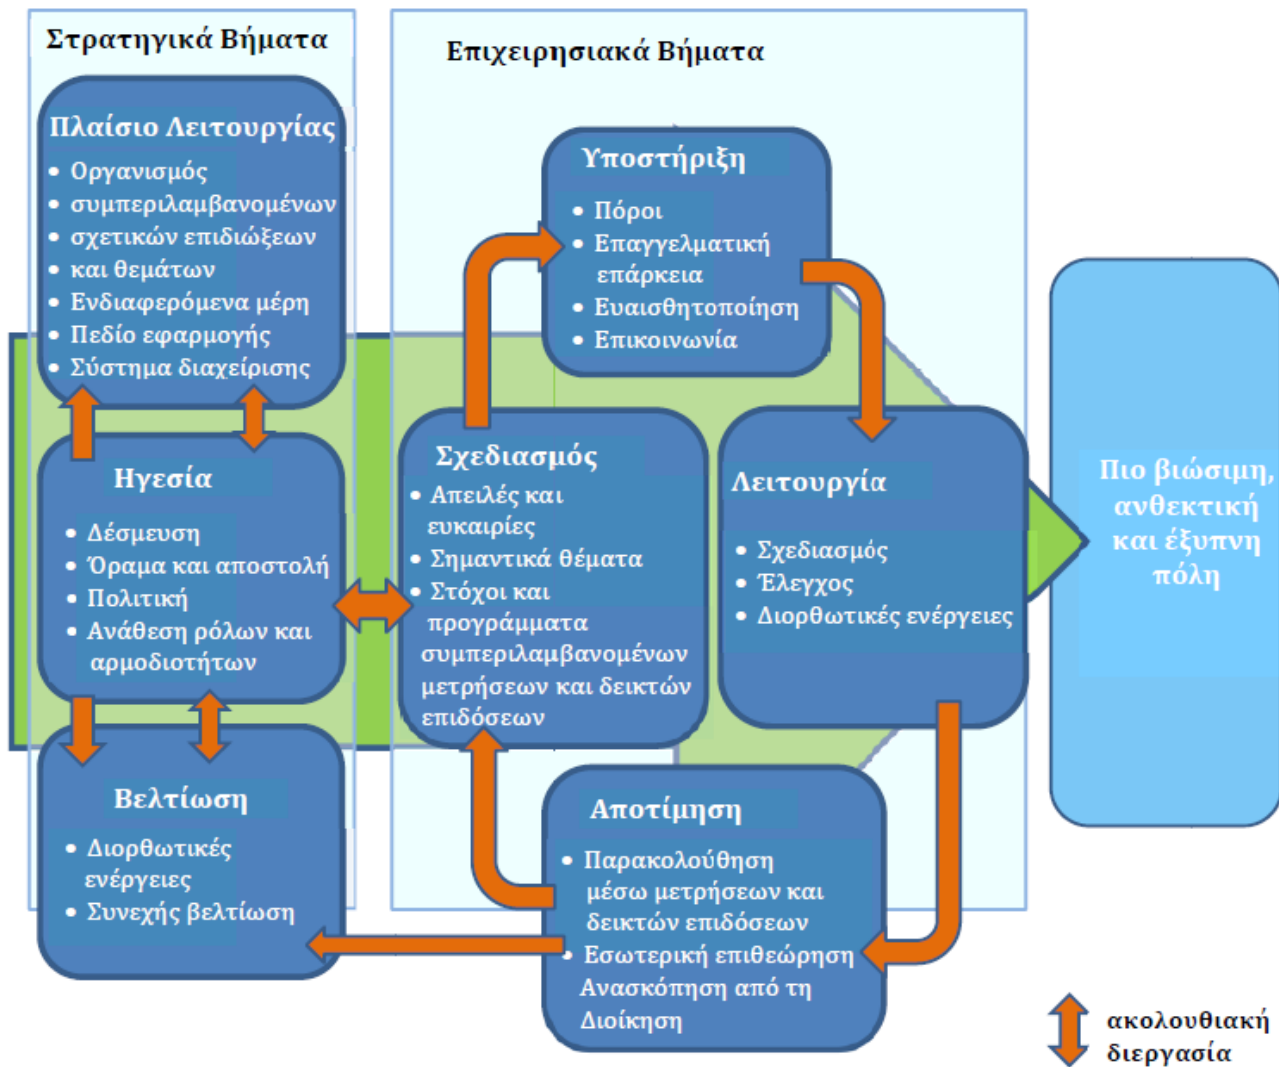 Στρατηγικά Βήματα
Πλαίσιο Λειτουργίας
• Οργανισμός
• συμπεριλαμβανομένων
• σχετικών επιδιώξεων
• και θεμάτων
• Ενδιαφερόμενα μέρη
• Πεδίο εφαρμογής
• Σύστημα διαχείρισης
Ηγεσία
• Δέσμευση
• Όραμα και αποστολή
• Πολιτική
• Ανάθεση ρόλων και
αρμοδιοτήτων
Βελτίωση
• Διορθωτικές
ενέργειες
• Συνεχής βελτίωση
Επιχειρησιακά Βήματα
Υποστήριξη
• Πόροι
• Επαγγελματική
επάρκεια
• Ευαισθητοποίηση
• Επικοινωνία
Σχεδιασμός
• Απειλές και
ευκαιρίες
• Σημαντικά θέματα
• Στόχοι και
προγράμματα
συμπεριλαμβανομένων
μετρήσεων και δεικτών
επιδόσεων
Λειτουργία
• Σχεδιασμός
• Έλεγχος
• Διορθωτικές ενέργειες
Αποτίμηση
• Παρακολούθηση
μέσω μετρήσεων και
δεικτών επιδόσεων
• Εσωτερική επιθεώρηση
Ανασκόπηση από τη
Διοίκηση
Πιο βιώσιμη,
ανθεκτική
και έξυπνη
πόλη
ακολουθιακή
διεργασία